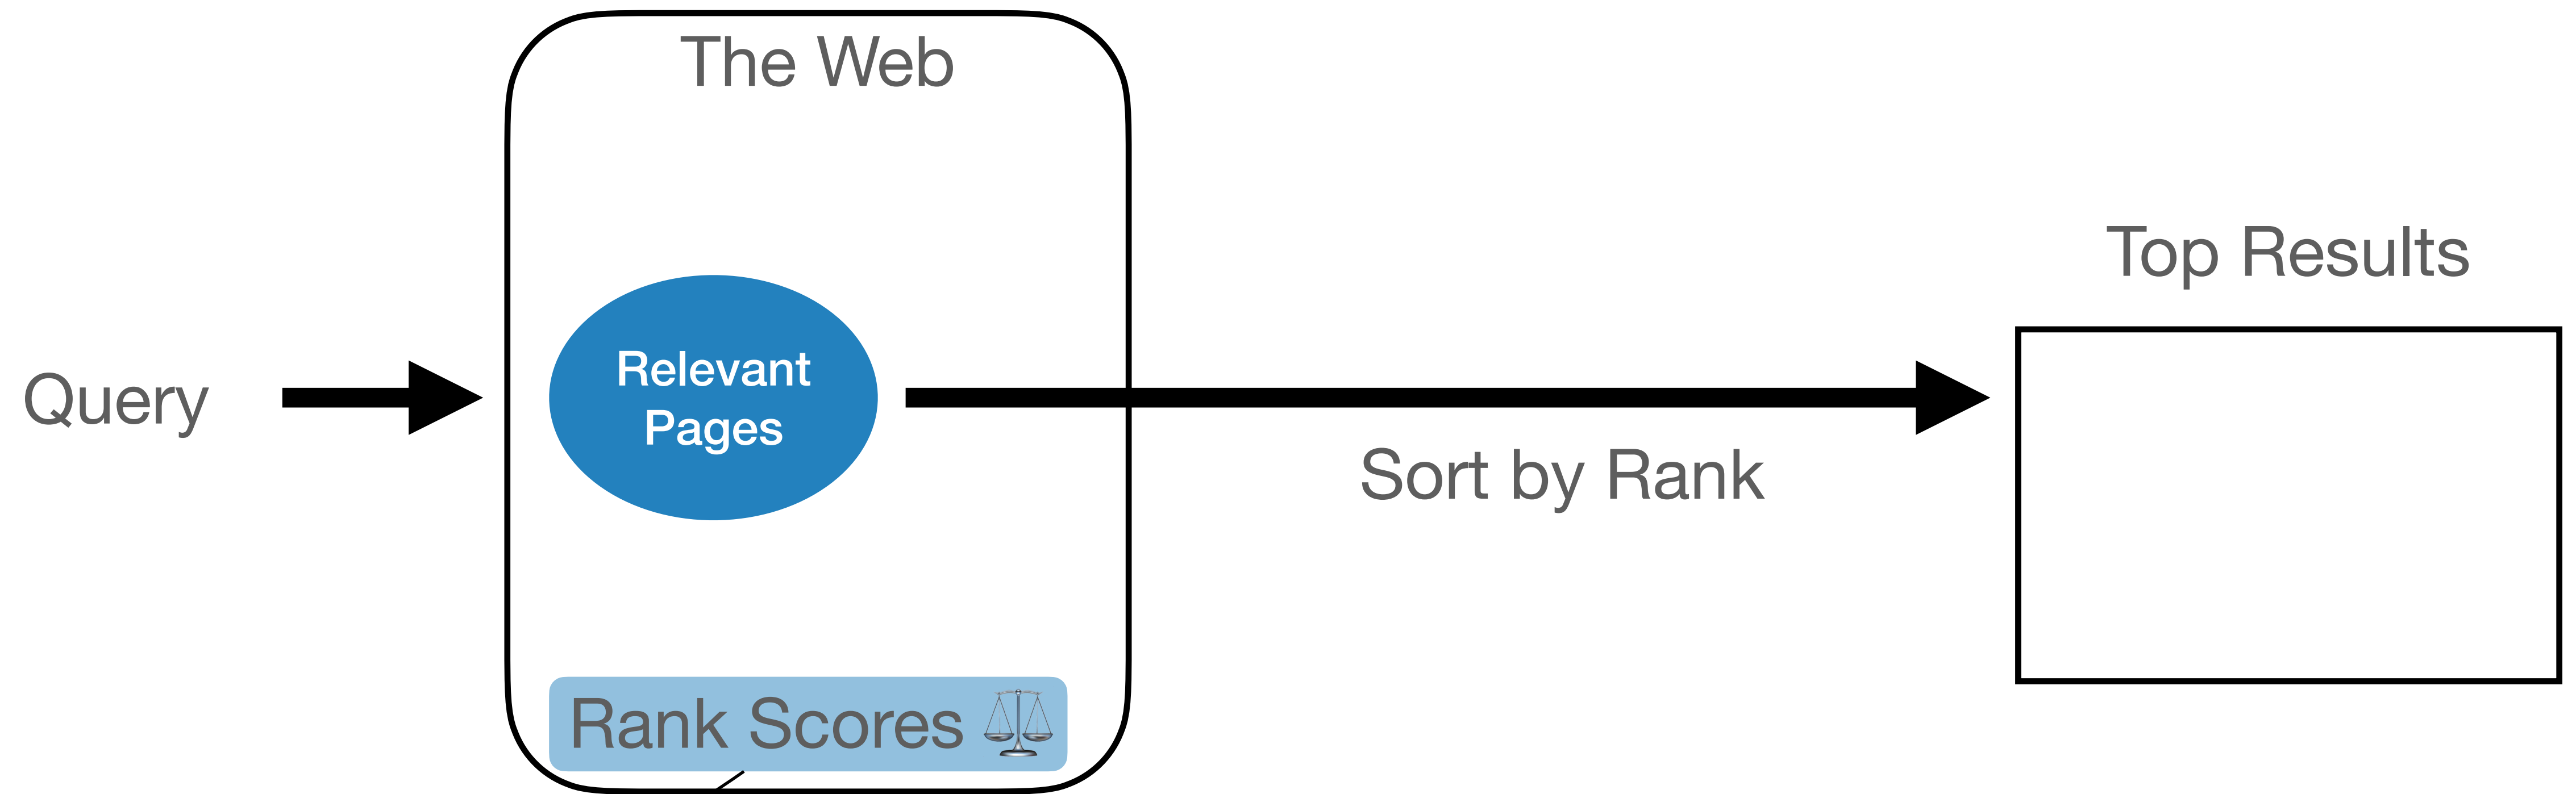 The Web
Query
Relevant
Pages
Sort by Rank
Top Results
Rank Scores